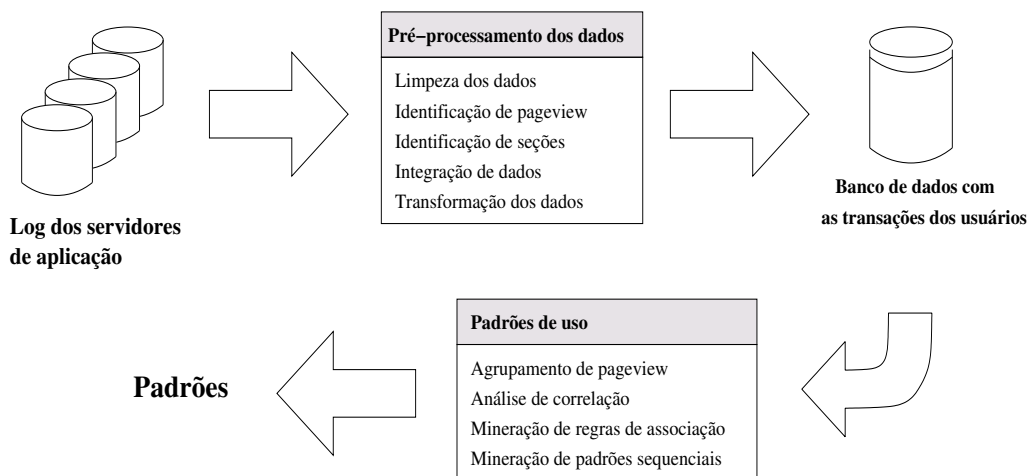 Pré-processamento dos dados
Limpeza dos dados
Identificação de pageview
Identificação de seções
Integração de dados
Transformação dos dados
Log dos servidores
de aplicação
Banco de dados com
as transações dos usuários
Padrões de uso
Agrupamento de pageview
Análise de correlação
Mineração de regras de associação
Mineração de padrões sequenciais
Padrões